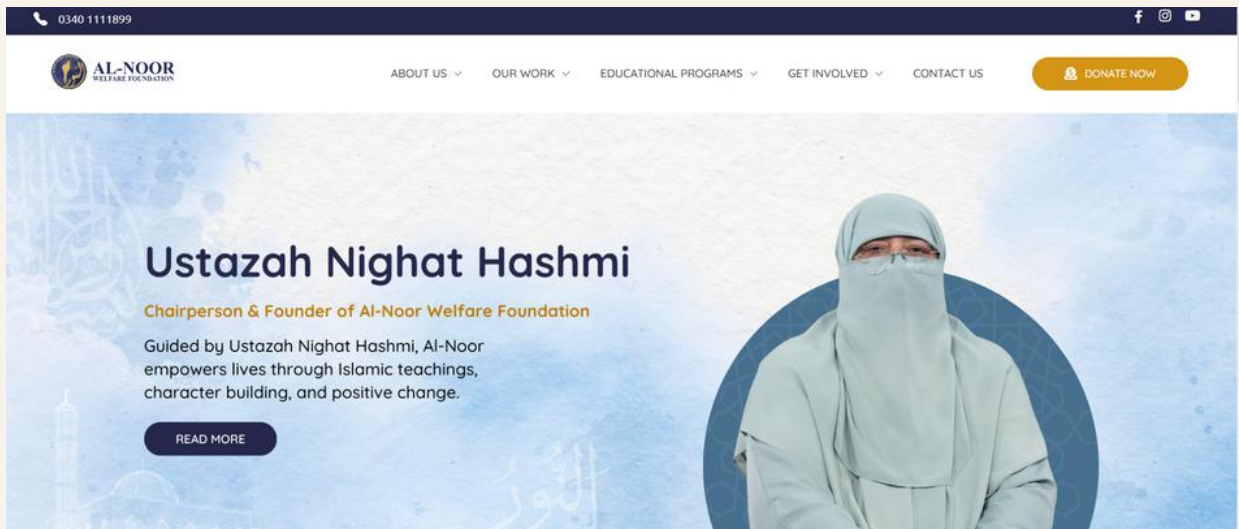 0340 1111899
AL-NOOR
WELFARE FOUNDATION
ABOUT US
OUR WORK
EDUCATIONAL PROGRAMS
GET INVOLVED
CONTACT US
DONATE NOW
Ustazah Nighat Hashmi
Chairperson & Founder of Al-Noor Welfare Foundation
Guided by Ustazah Nighat Hashmi, Al-Noor
empowers lives through Islamic teachings,
character building, and positive change.
READ MORE
النُّورُ